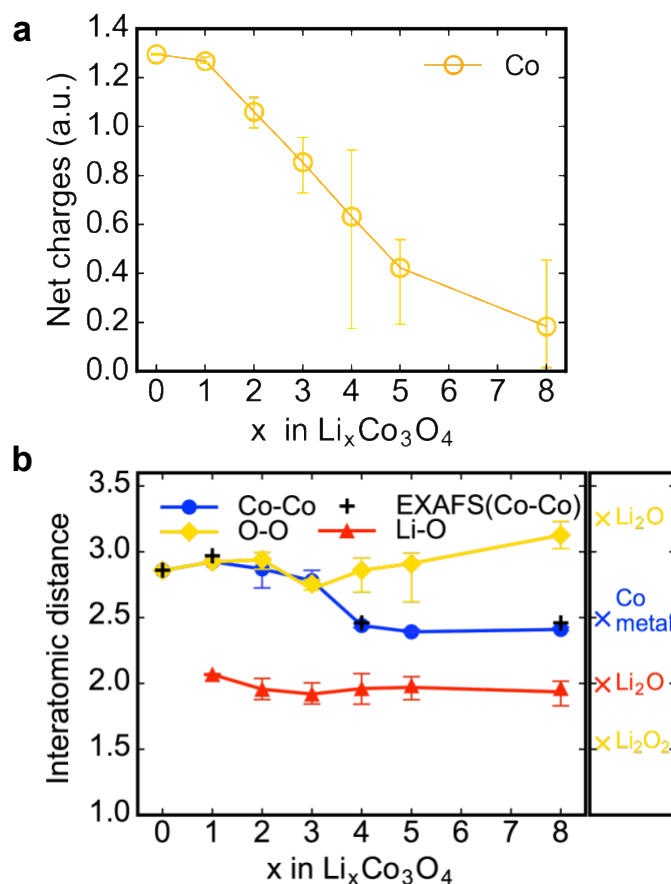 a
1.4
1.2
1.0
0.8
0.6
0.4
0.2
0.0
Net charges (a.u.)
Co
0 1 2 3 4 5 6 7 8
x in LiₓCo₃O₄
b
3.5
3.0
2.5
2.0
1.5
1.0
Interatomic distance
Co-Co
EXAFS(Co-Co)
O-O
Li-O
Li₂O
Co
metal
Li₂O
Li₂O₂
0 1 2 3 4 5 6 7 8
x in LiₓCo₃O₄